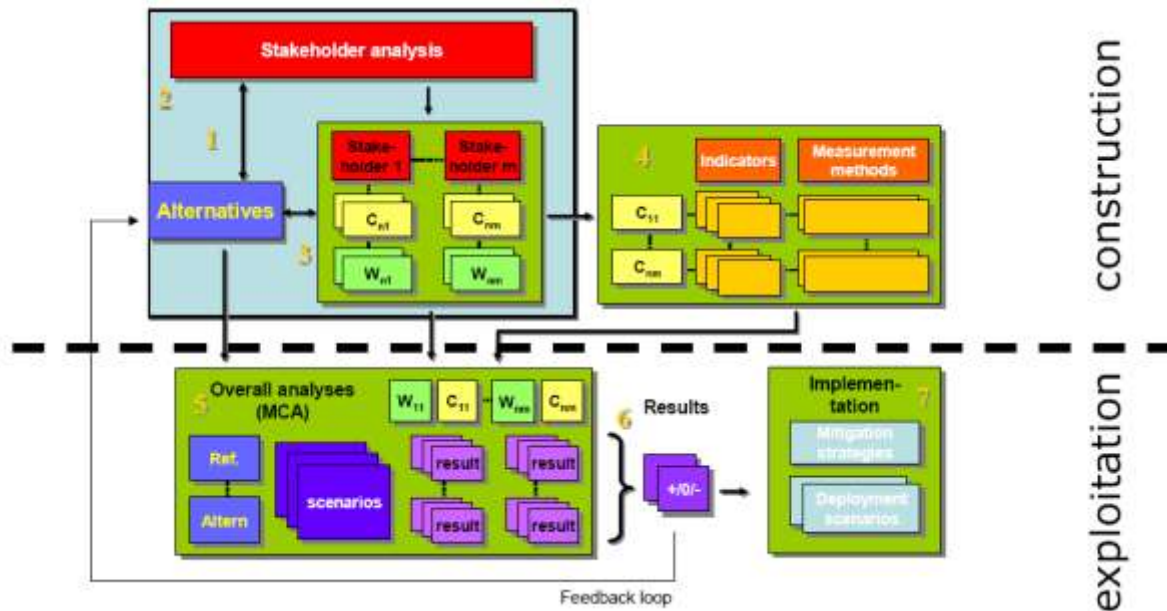 Stakeholder analysis
construction
2
1
Stake-
holder 1
Stake-
holder m
4
Indicators
Measurement
methods
Alternatives
3
Cn1
Cnm
Wn1
Wnm
C11
Cnm
5
Overall analyses
(MCA)
W11
C11
Wnm
Cnm
6
Results
Implemen-
tation
7
exploitation
Ref.
Altern
scenarios
result
result
result
result
+/0/-
Mitigation
strategies
Deployment
scenarios
Feedback loop